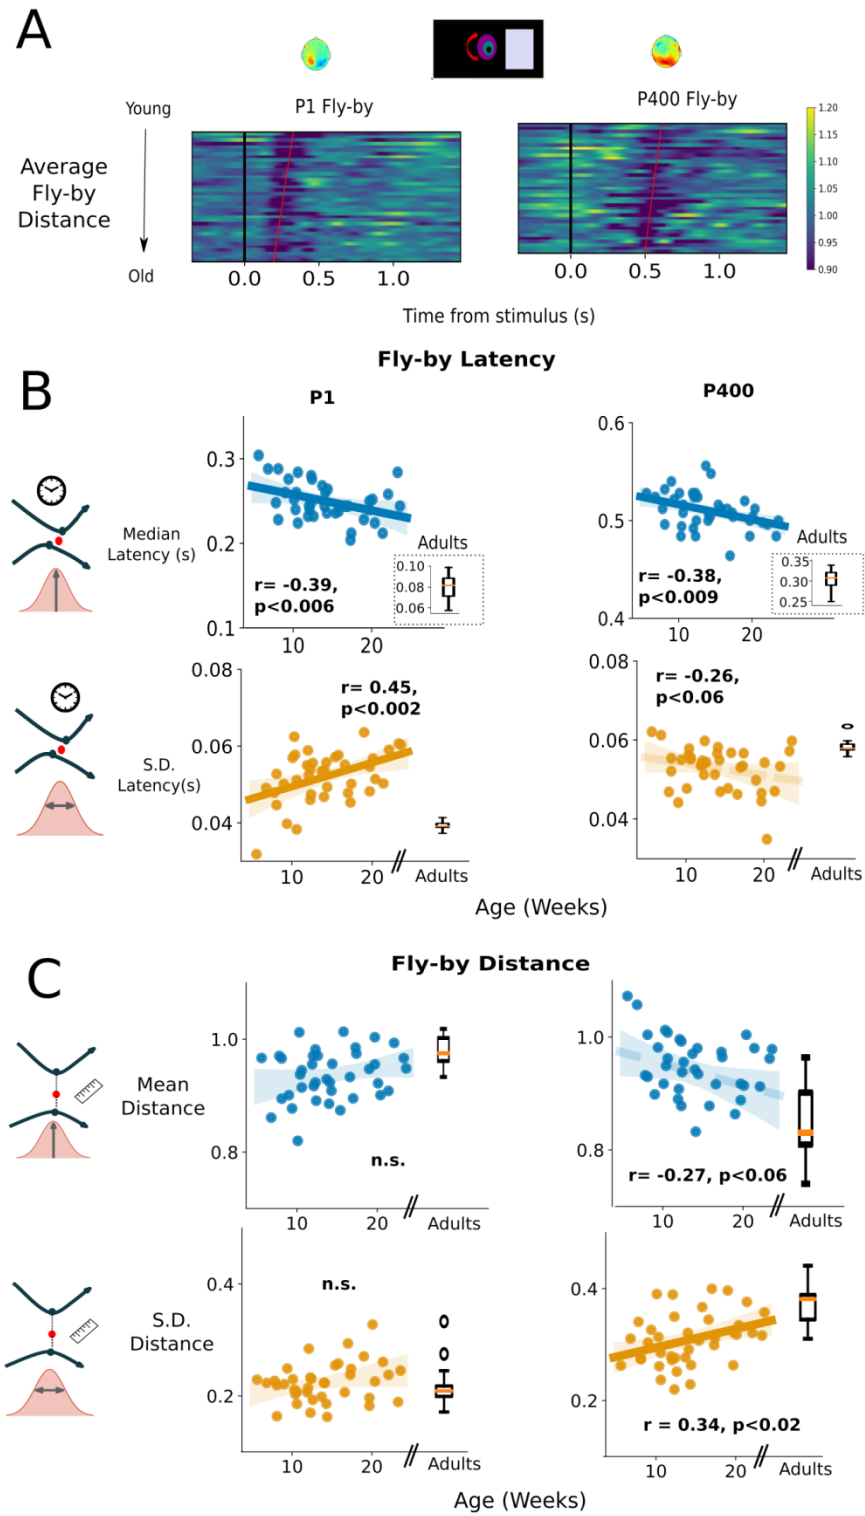 A
P1 Fly-by
P400 Fly-by
Young
Average
Fly-by
Distance
Old
1.20
1.15
1.10
1.05
1.00
0.95
0.90
0.0 0.5 1.0
0.0 0.5 1.0
Time from stimulus (s)
B
Fly-by Latency
P1
P400
Median
Latency (s)
0.3
0.2
0.1
r= -0.39,
p<0.006
Adults
0.10
0.08
0.06
10 20
0.6
0.5
0.4
r= -0.38,
p<0.009
Adults
0.35
0.30
0.25
10 20
S.D.
Latency(s)
0.08
0.06
0.04
r= 0.45,
p<0.002
10 20 Adults
0.08
0.06
0.04
r= -0.26,
p<0.06
10 20 Adults
Age (Weeks)
C
Fly-by Distance
Mean
Distance
1.0
0.8
n.s.
10 20 Adults
1.0
0.8
r= -0.27, p<0.06
10 20 Adults
S.D.
Distance
0.4
0.2
n.s.
10 20 Adults
0.4
0.2
r = 0.34, p<0.02
10 20 Adults
Age (Weeks)